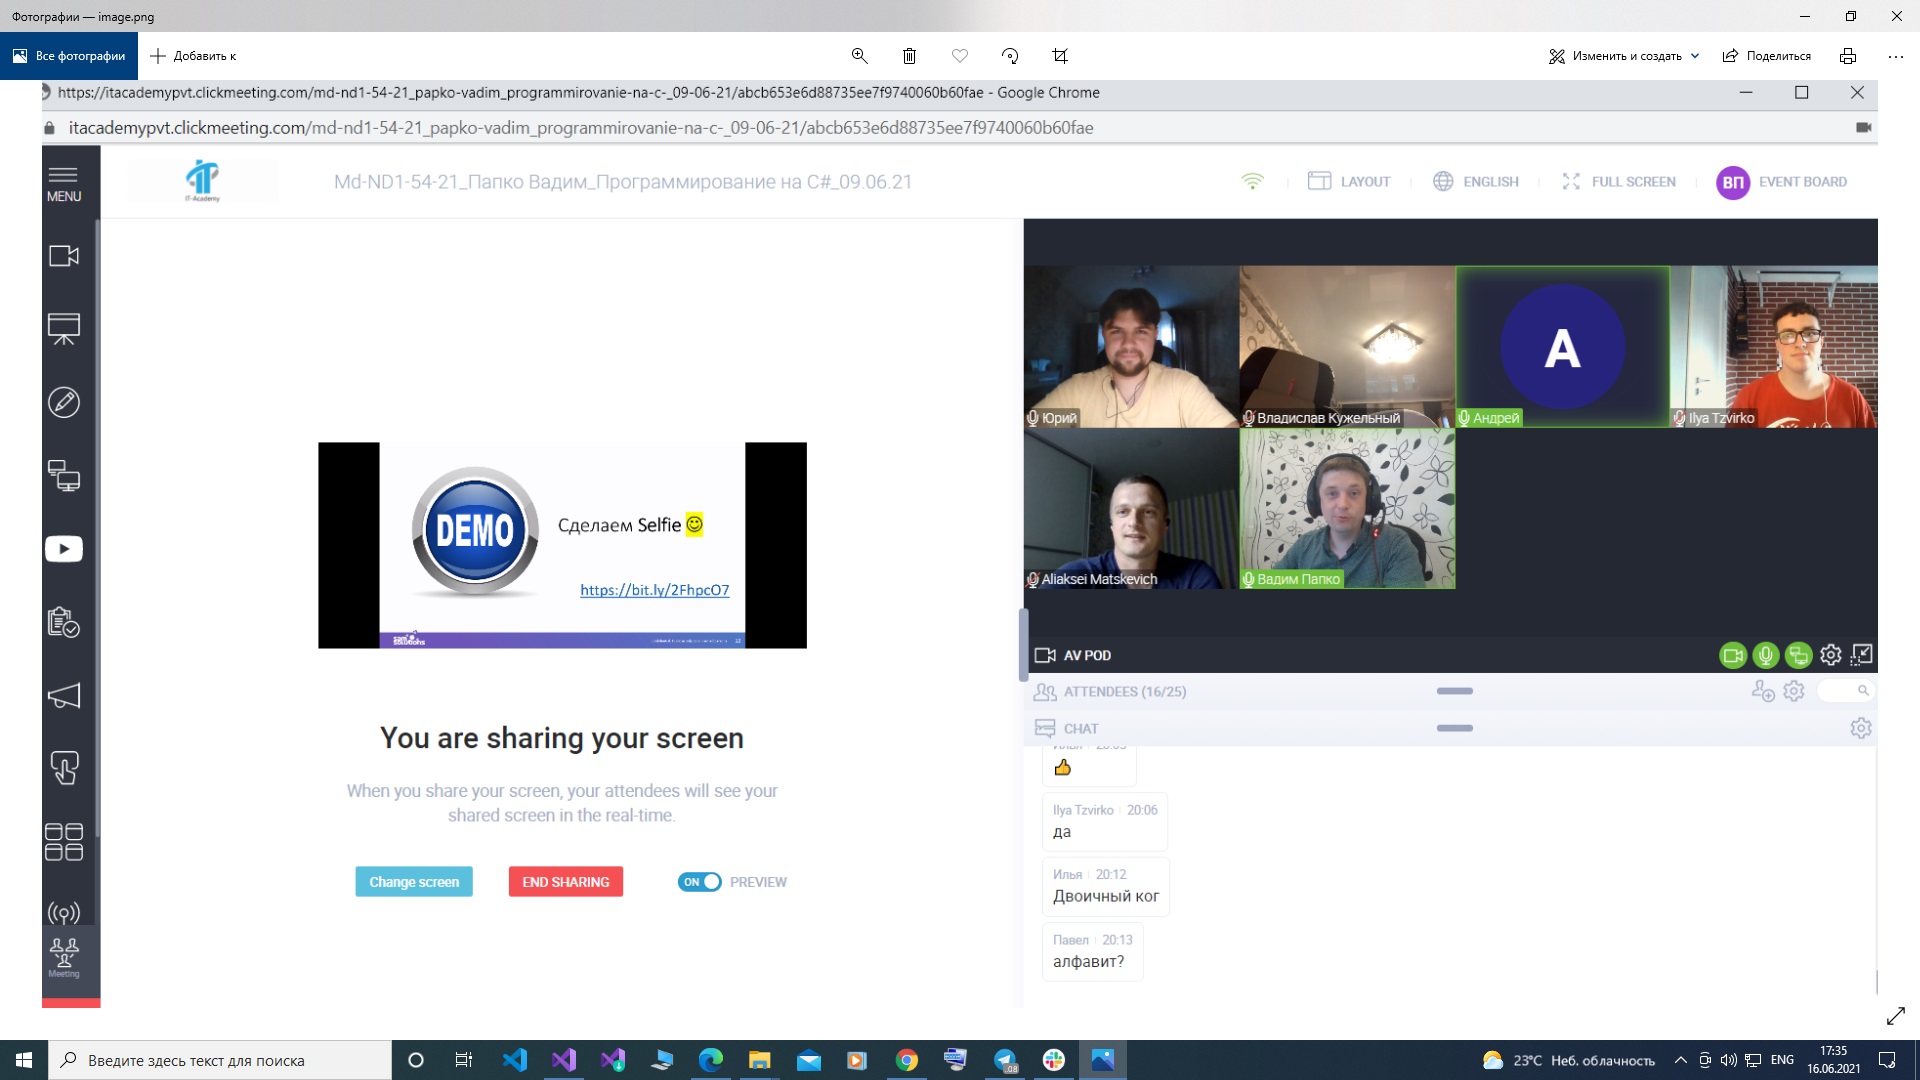 Фотографии — image.png
Все фотографии
Добавить к
Изменить и создать
Поделиться
https://itacademypvt.clickmeeting.com/md-nd1-54-21_papko-vadim_programmirovanie-na-c-_09-06-21/abcb653e6d88735ee7f9740060b60fae - Google Chrome
itacademypvt.clickmeeting.com/md-nd1-54-21_papko-vadim_programmirovanie-na-c-_09-06-21/abcb653e6d88735ee7f9740060b60fae
MENU
IT-Academy
Md-ND1-54-21_Папко Вадим_Программирование на C#_09.06.21
LAYOUT
ENGLISH
FULL SCREEN
ВП
EVENT BOARD
A
Юрий
Владислав Кужельный
Андрей
Ilya Tzvirko
Aliaksei Matskevich
Вадим Папко
DEMO
Сделаем Selfie
https://bit.ly/2FhpcO7
sam solutions
You are sharing your screen
When you share your screen, your attendees will see your
shared screen in the real-time.
Change screen
END SHARING
ON
PREVIEW
Meeting
AV POD
ATTENDEES (16/25)
CHAT
Илья 20:05
Ilya Tzvirko 20:06
да
Илья 20:12
Двоичный ког
Павел 20:13
алфавит?
Введите здесь текст для поиска
23°C Неб. облачность
ENG
17:35
16.06.2021